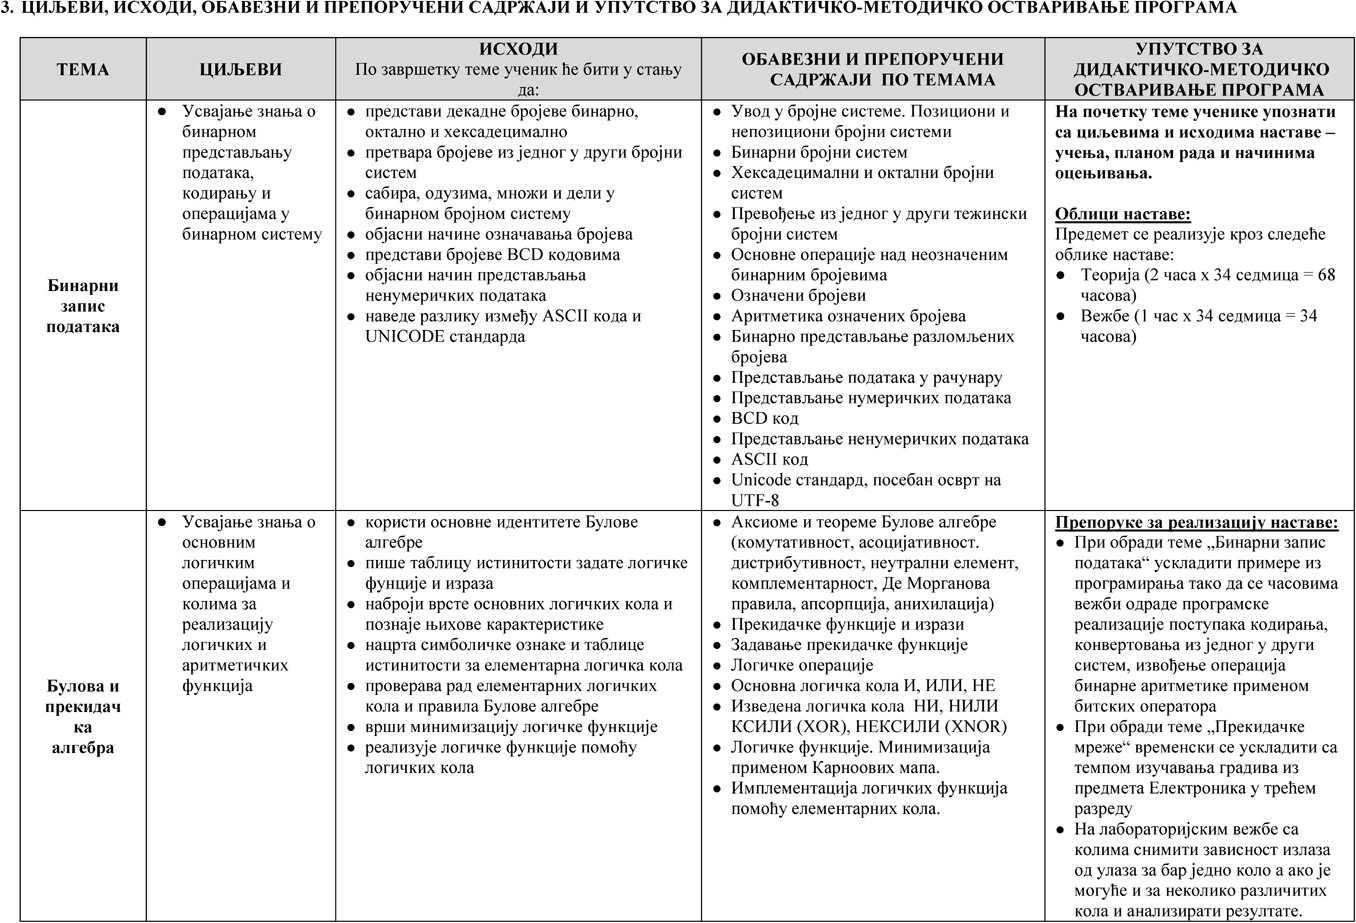 3. ЦИЉЕВИ, ИСХОДИ, ОБАВЕЗНИ И ПРЕПОРУЧЕНИ САДРЖАЈИ И УПУТСТВО ЗА ДИДАКТИЧКО-МЕТОДИЧКО ОСТВАРИВАЊЕ ПРОГРАМА
ТЕМА
ЦИЉЕВИ
ИСХОДИ
По завршетку теме ученик ће бити у стању
да:
ОБАВЕЗНИ И ПРЕПОРУЧЕНИ
САДРЖАЈИ ПО ТЕМАМА
УПУТСТВО ЗА
ДИДАКТИЧКО-МЕТОДИЧКО
ОСТВАРИВАЊЕ ПРОГРАМА
Бинарни
запис
података
● Усвајање знања о
бинарном
представљању
података,
кодирању и
операцијама у
бинарном систему
● представи декадне бројеве бинарно,
октално и хексадецимално
● претвара бројеве из једног у други бројни
систем
● сабира, одузима, множи и дели у
бинарном бројном систему
● објасни начине означавања бројева
● представи бројеве BCD кодовима
● објасни начин представљања
ненумеричких података
● наведе разлику између ASCII кода и
UNICODE стандарда
● Увод у бројне системе. Позициони и
непозициони бројни системи
● Бинарни бројни систем
● Хексадецимални и октални бројни
систем
● Превођење из једног у други тежински
бројни систем
● Основне операције над неозначеним
бинарним бројевима
● Означени бројеви
● Аритметика означених бројева
● Бинарно представљање разломљених
бројева
● Представљање података у рачунару
● Представљање нумеричких података
● BCD код
● Представљање ненумеричких података
● ASCII код
● Unicode стандард, посебан осврт на
UTF-8
На почетку теме ученике упознати
са циљевима и исходима наставе –
учења, планом рада и начинима
оцењивања.
Облици наставе:
Предемет се реализује кроз следеће
облике наставе:
● Теорија (2 часа x 34 седмица = 68
часова)
● Вежбе (1 час x 34 седмица = 34
часова)
Булова и
прекидач
ка
алгебра
● Усвајање знања о
основним
логичким
операцијама и
колима за
реализацију
логичких и
аритметичких
функција
● користи основне идентитете Булове
алгебре
● пише таблицу истинитости задате логичке
фунције и израза
● наброји врсте основних логичких кола и
познаје њихове карактеристике
● нацрта симболичке ознаке и таблице
истинитости за елементарна логичка кола
● проверава рад елементарних логичких
кола и правила Булове алгебре
● врши минимизацију логичке функције
● реализује логичке функције помоћу
логичких кола
● Аксиоме и теореме Булове алгебре
(комутативност, асоцијативност.
дистрибутивност, неутрални елемент,
комплементарност, Де Морганова
правила, апсорпција, анихилација)
● Прекидачке функције и изрази
● Задавање прекидачке функције
● Логичке операције
● Основна логичка кола И, ИЛИ, НЕ
● Изведена логичка кола НИ, НИЛИ
КСИЛИ (XOR), НЕКСИЛИ (XNOR)
● Логичке функције. Минимизација
применом Карноових мапа.
● Имплементација логичких функција
помоћу елементарних кола.
Препоруке за реализацију наставе:
● При обради теме „Бинарни запис
података“ ускладити примере из
програмирања тако да се часовима
вежби одраде програмске
реализације поступака кодирања,
конвертовања из једног у други
систем, извођење операција
бинарне аритметике применом
битских оператора
● При обради теме „Прекидачке
мреже“ временски се ускладити са
темпом изучавања градива из
предмета Електроника у трећем
разреду
● На лабораторијским вежбе са
колима снимити зависност излаза
од улаза за бар једно коло а ако је
могуће и за неколико различитих
кола и анализирати резултате.